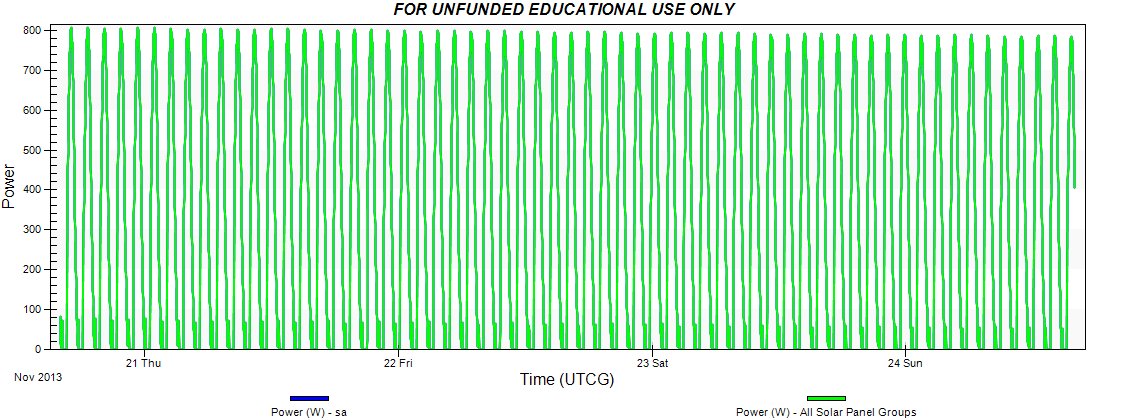 FOR UNFUNDED EDUCATIONAL USE ONLY
800
700
600
500
400
300
200
100
0
Power
21 Thu
22 Fri
23 Sat
24 Sun
Nov 2013
Time (UTCG)
Power (W) - sa
Power (W) - All Solar Panel Groups